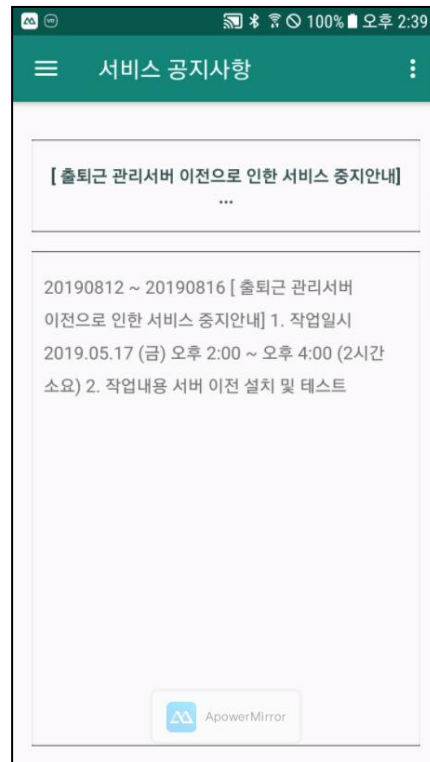 100% 오후 2:39
서비스 공지사항
[ 출퇴근 관리서버 이전으로 인한 서비스 중지안내]
...
20190812 ~ 20190816 [ 출퇴근 관리서버
이전으로 인한 서비스 중지안내] 1. 작업일시
2019.05.17 (금) 오후 2:00 ~ 오후 4:00 (2시간
소요) 2. 작업내용 서버 이전 설치 및 테스트
ApowerMirror